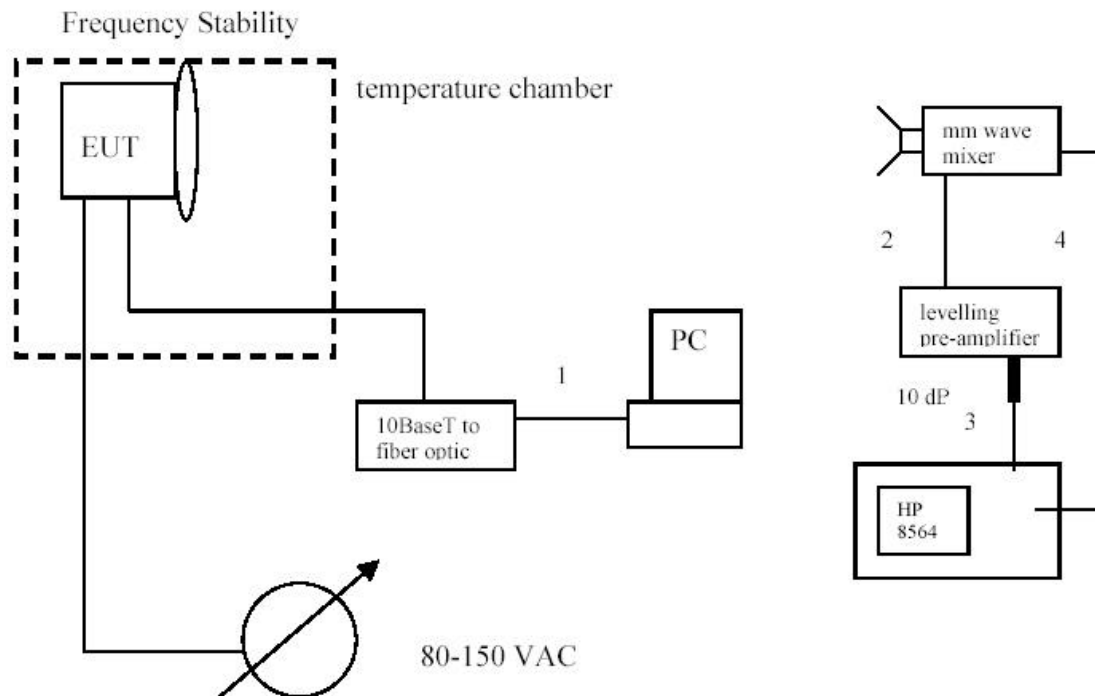 Frequency Stability
temperature chamber
EUT
mm wave
mixer
2
4
levelling
pre-amplifier
PC
1
10 dB
3
10BaseT to
fiber optic
HP
8564
80-150 VAC